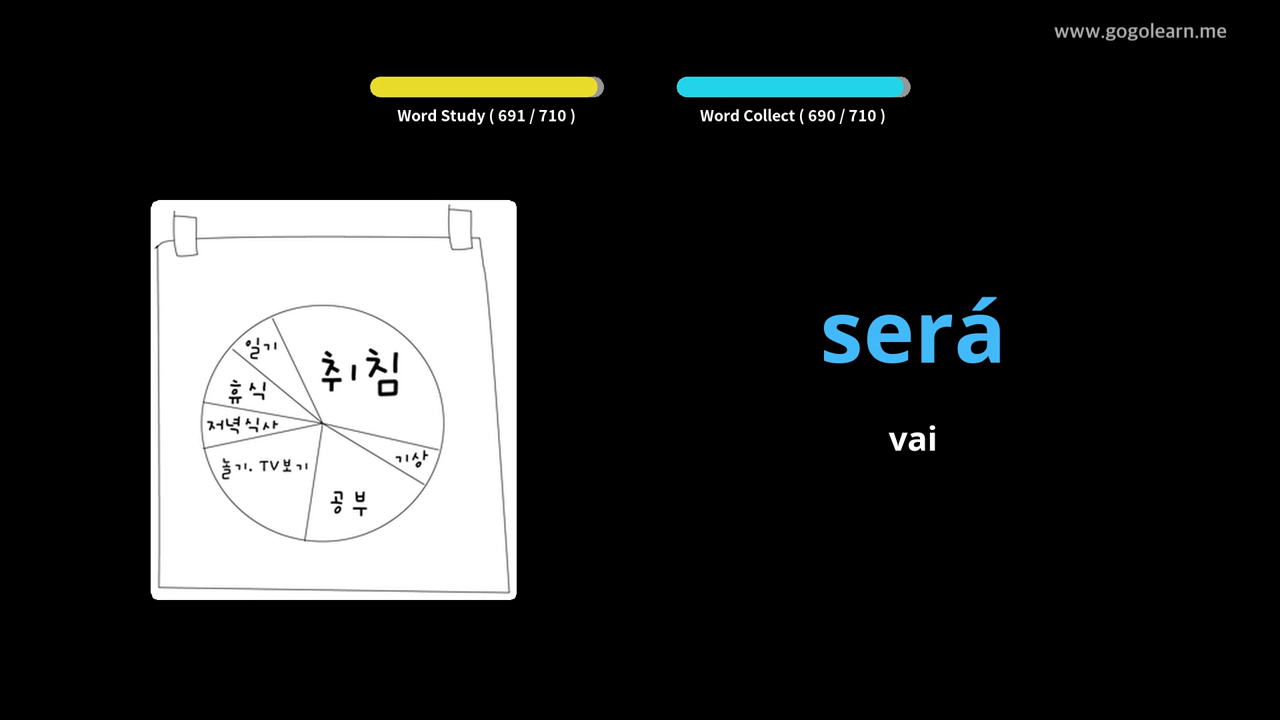 www.gogolearn.me
Word Study ( 691 / 710 )
Word Collect ( 690 / 710 )
일기
취침
휴식
저녁식사
놀기. TV보기
기상
공부
será
vai